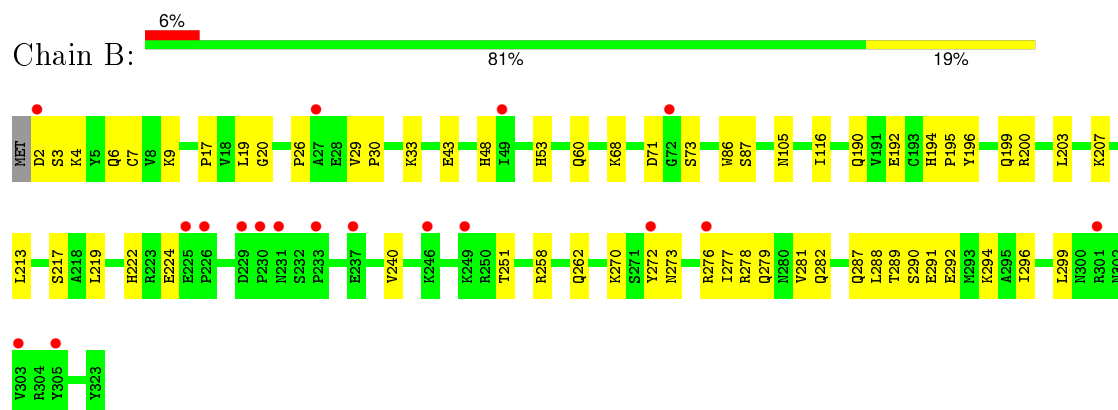 6%
Chain B:
81% 19%
MET D2 S3 K4 Y5 Q6 C7 V8 K9 P17 V18 L19 G20 P26 A27 E28 V29 P30 K33 E43 H48 I49 H53 Q60 K68 D71 G72 S73 W86 S87 N105 I116 Q190 V191 E192 C193 H194 P195 Y196 Q199 R200 L203 K207
L213 S217 A218 L219 H222 R223 E224 E225 P226 D229 P230 N231 S232 P233 E237 V240 K246 K249 R250 T251 R258 Q262 K270 S271 Y272 N273 R276 I277 R278 Q279 N280 V281 Q282 Q287 L288 T289 S290 E291 E292 M293 K294 A295 I296 L299 N300 R301
V303 R304 Y305 Y323